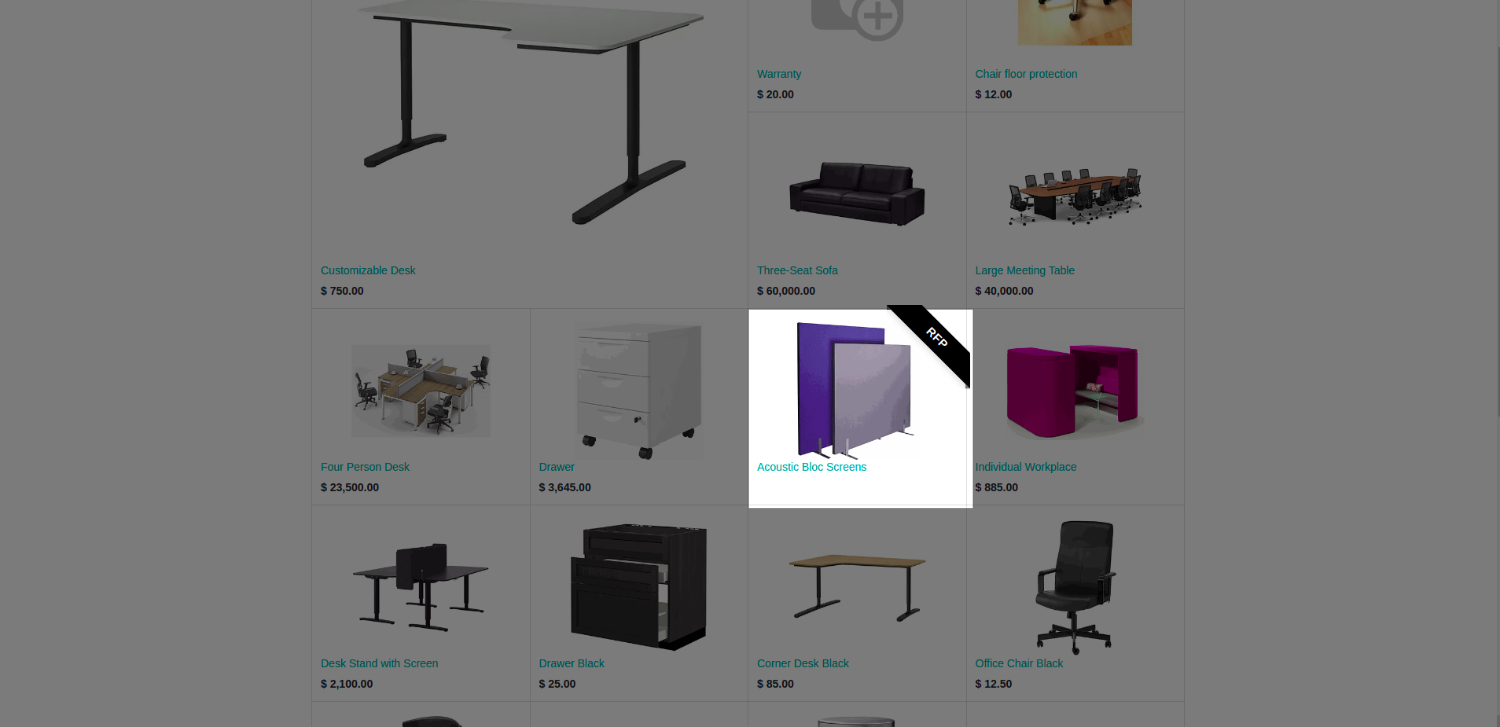 Warranty
$ 20.00
Chair floor protection
$ 12.00
Customizable Desk
$ 750.00
Three-Seat Sofa
$ 60,000.00
Large Meeting Table
$ 40,000.00
Four Person Desk
$ 23,500.00
Drawer
$ 3,645.00
RFP
Acoustic Bloc Screens
Individual Workplace
$ 885.00
Desk Stand with Screen
$ 2,100.00
Drawer Black
$ 25.00
Corner Desk Black
$ 85.00
Office Chair Black
$ 12.50